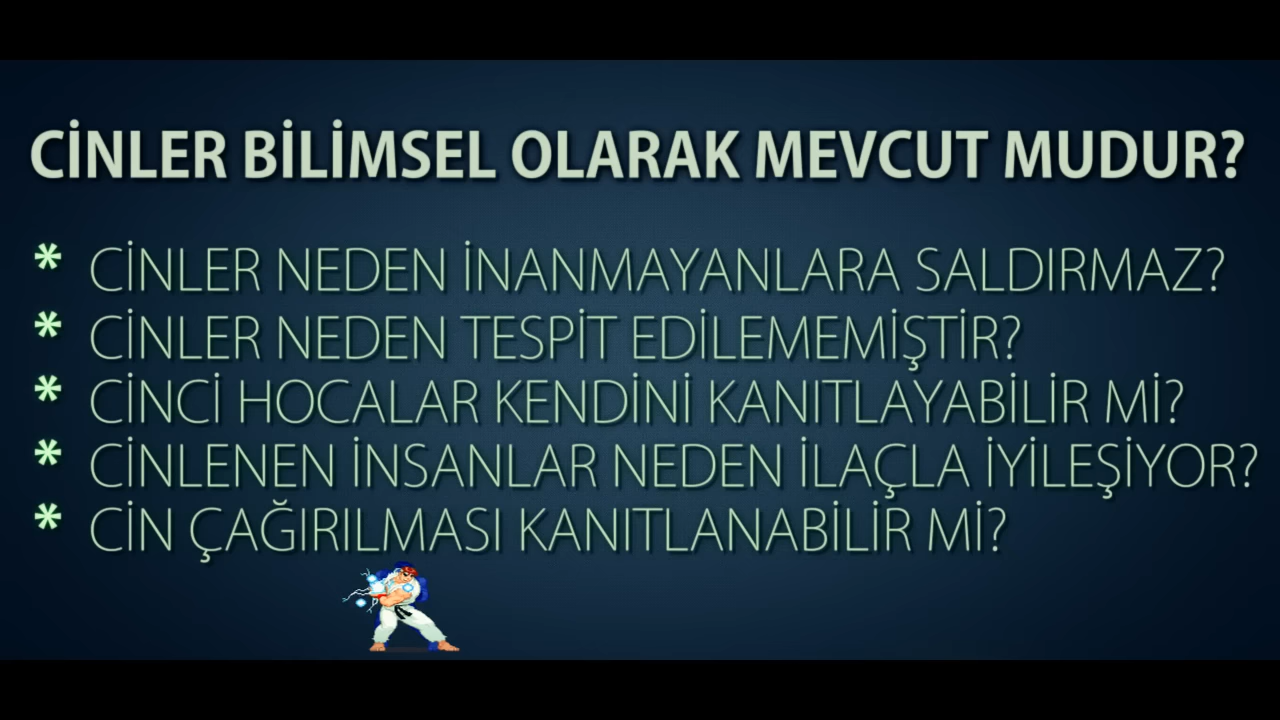 CİNLER BİLİMSEL OLARAK MEVCUT MUDUR?
* CİNLER NEDEN İNANMAYANLARA SALDIRMAZ?
* CİNLER NEDEN TESPİT EDİLEMEMİŞTİR?
* CİNCİ HOCALAR KENDİNİ KANITLAYABİLİR Mİ?
* CİNLENEN İNSANLAR NEDEN İLAÇLA İYİLEŞİYOR?
* CİN ÇAĞIRILMASI KANITLANABİLİR Mİ?